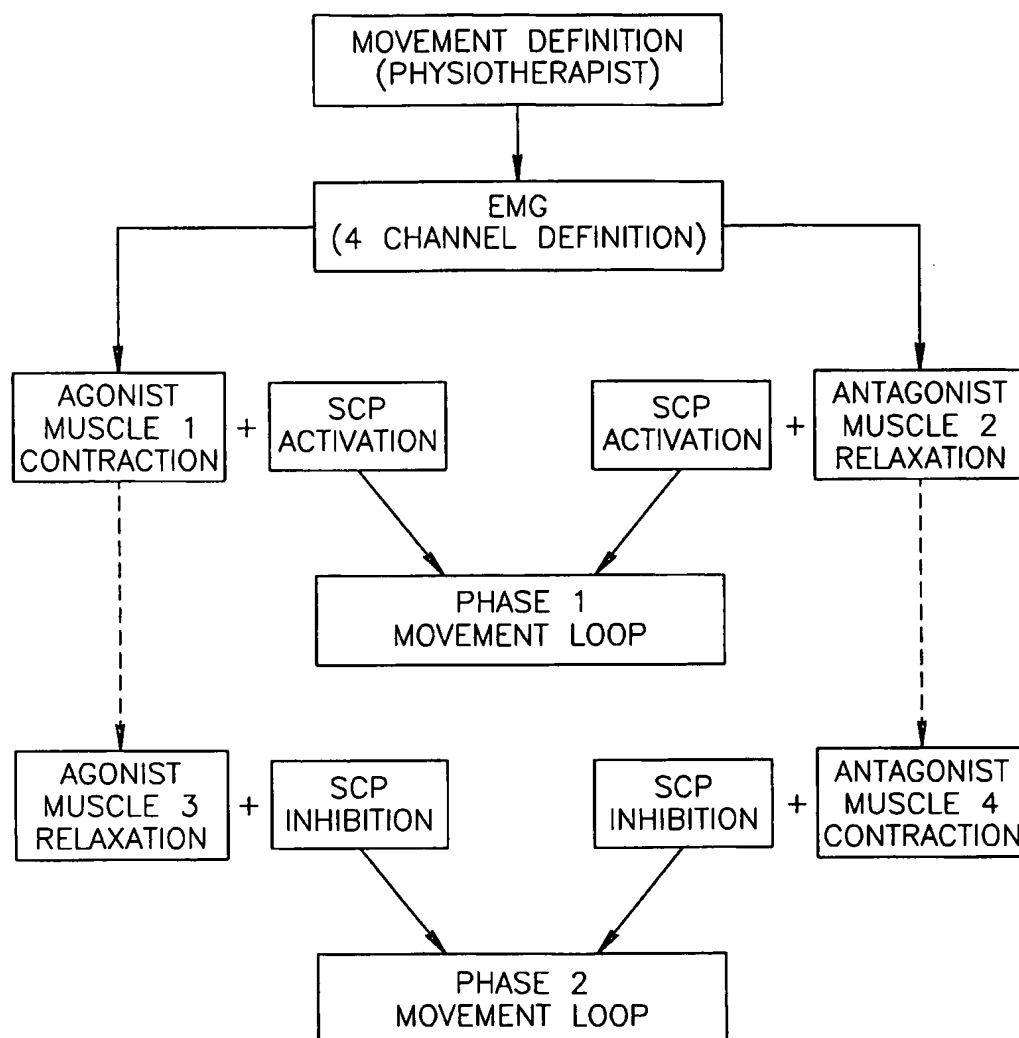 MOVEMENT DEFINITION
(PHYSIOTHERAPIST)
EMG
(4 CHANNEL DEFINITION)
AGONIST
MUSCLE 1
CONTRACTION
+
SCP
ACTIVATION
SCP
ACTIVATION
+
ANTAGONIST
MUSCLE 2
RELAXATION
PHASE 1
MOVEMENT LOOP
AGONIST
MUSCLE 3
RELAXATION
+
SCP
INHIBITION
SCP
INHIBITION
+
ANTAGONIST
MUSCLE 4
CONTRACTION
PHASE 2
MOVEMENT LOOP